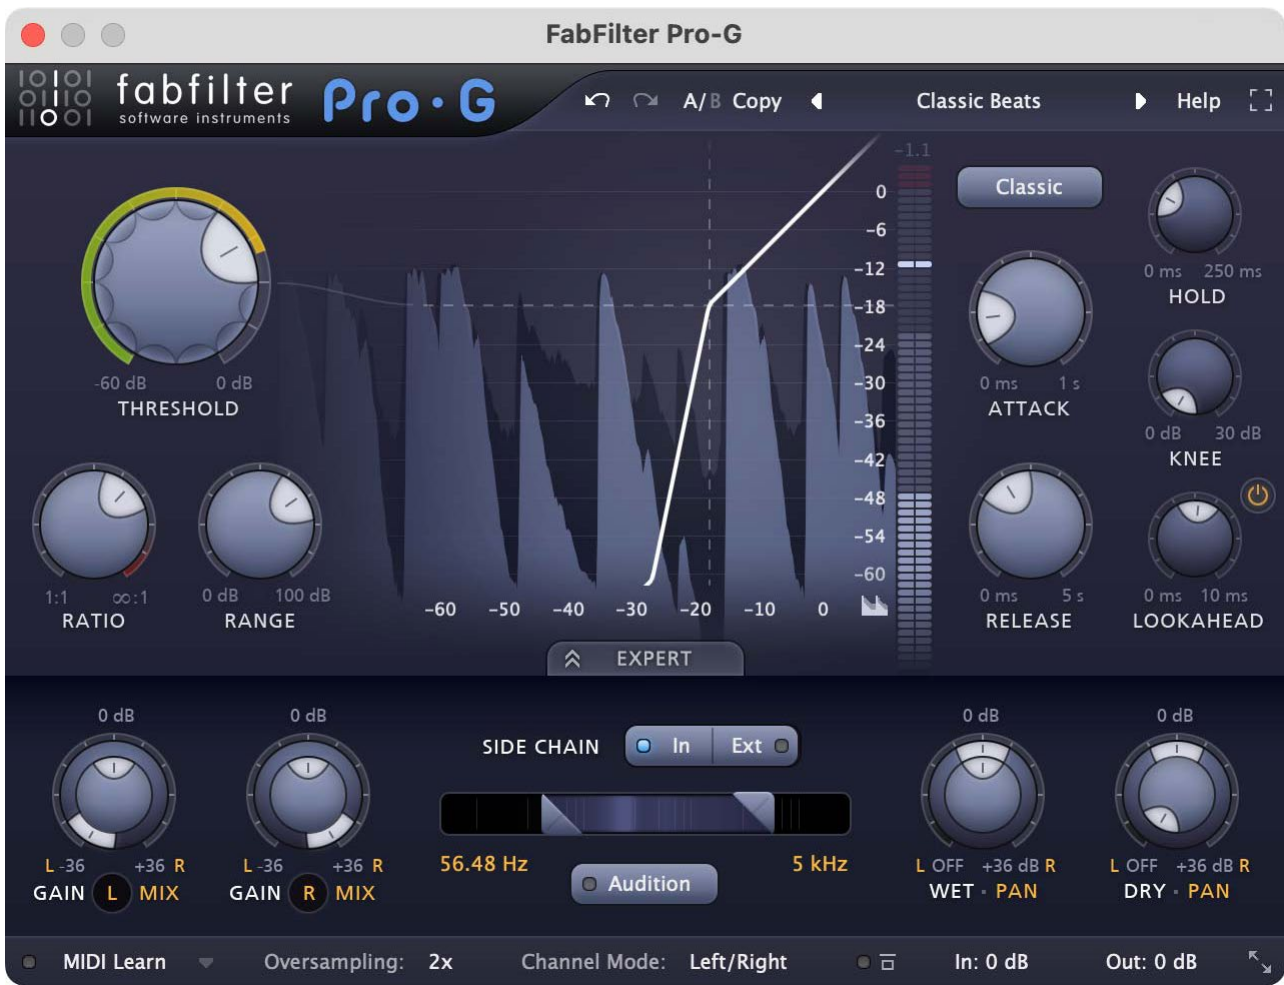 FabFilter Pro-G
fabfilter
software instruments
Pro·G
A/B Copy
Classic Beats
Help
-1.1
0
-6
-12
-18
-24
-30
-36
-42
-48
-54
-60
-60 -50 -40 -30 -20 -10 0
-60 dB 0 dB
THRESHOLD
1:1 ∞:1
RATIO
0 dB 100 dB
RANGE
Classic
0 ms 250 ms
HOLD
0 ms 1 s
ATTACK
0 dB 30 dB
KNEE
0 ms 5 s
RELEASE
0 ms 10 ms
LOOKAHEAD
EXPERT
0 dB
L -36 +36 R
GAIN L MIX
0 dB
L -36 +36 R
GAIN R MIX
SIDE CHAIN In Ext
56.48 Hz 5 kHz
Audition
0 dB
L OFF +36 dB R
WET · PAN
0 dB
L OFF +36 dB R
DRY · PAN
MIDI Learn Oversampling: 2x Channel Mode: Left/Right In: 0 dB Out: 0 dB